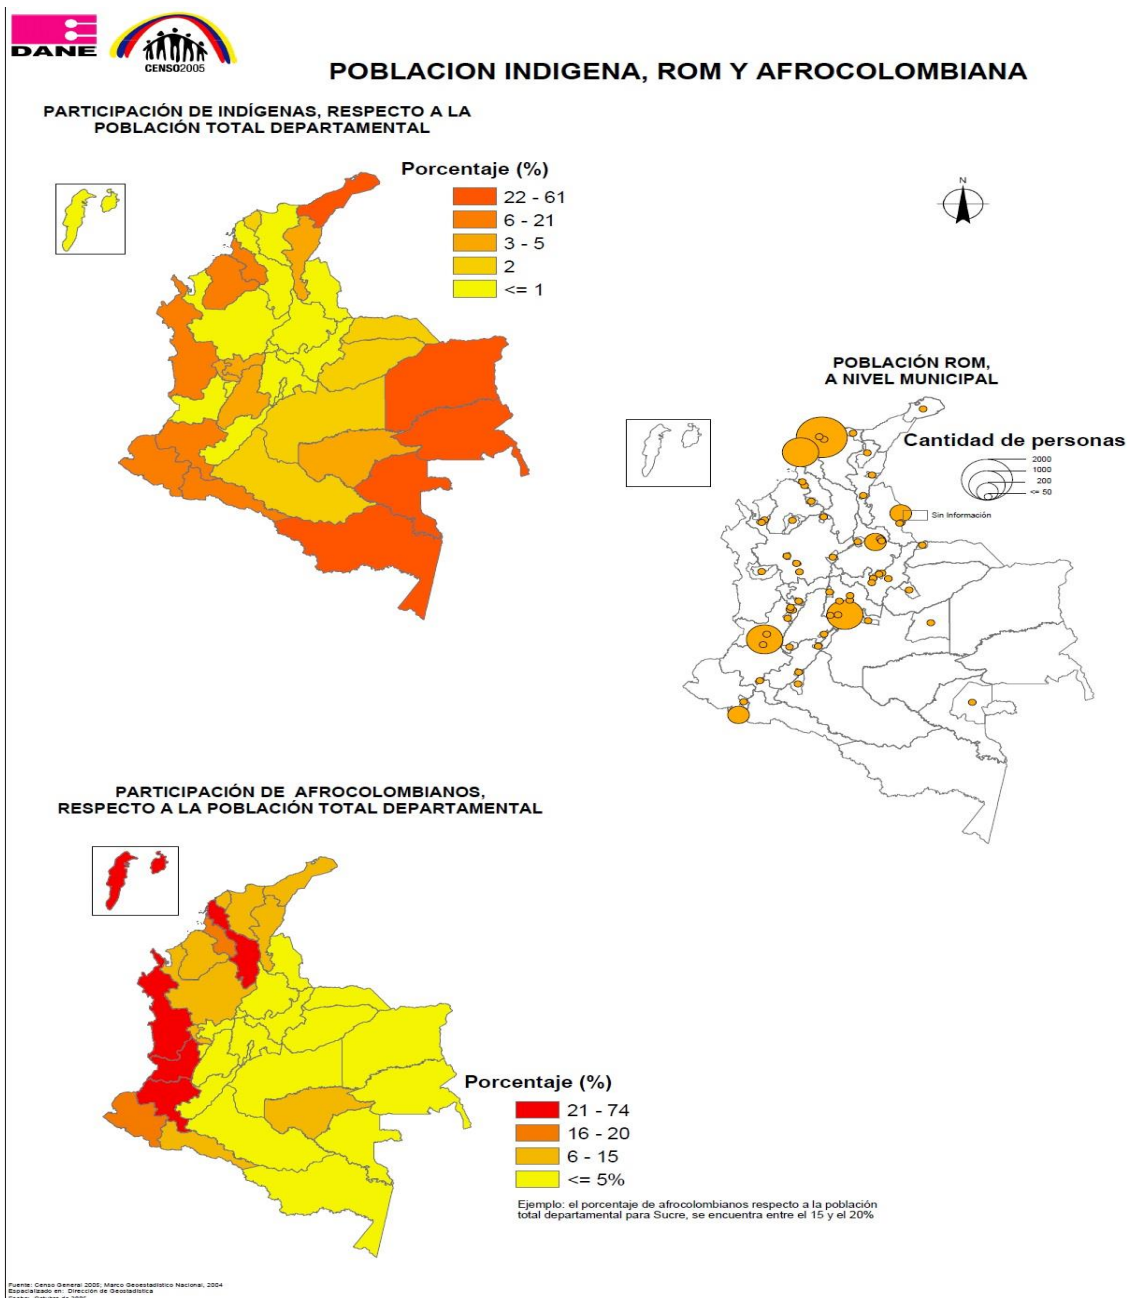 DANE
CENSO2005
POBLACION INDIGENA, ROM Y AFROCOLOMBIANA
PARTICIPACIÓN DE INDÍGENAS, RESPECTO A LA
POBLACIÓN TOTAL DEPARTAMENTAL
Porcentaje (%)
22 - 61
6 - 21
3 - 5
2
<= 1
N
POBLACIÓN ROM,
A NIVEL MUNICIPAL
Cantidad de personas
2000
1000
200
<= 50
Sin Información
PARTICIPACIÓN DE AFROCOLOMBIANOS,
RESPECTO A LA POBLACIÓN TOTAL DEPARTAMENTAL
Porcentaje (%)
21 - 74
16 - 20
6 - 15
<= 5%
Ejemplo: el porcentaje de afrocolombianos respecto a la población
total departamental para Sucre, se encuentra entre el 15 y el 20%
Fuente: Censo General 2005; Marco Geoestadístico Nacional, 2004
Espacializado en: Dirección de Geoestadística